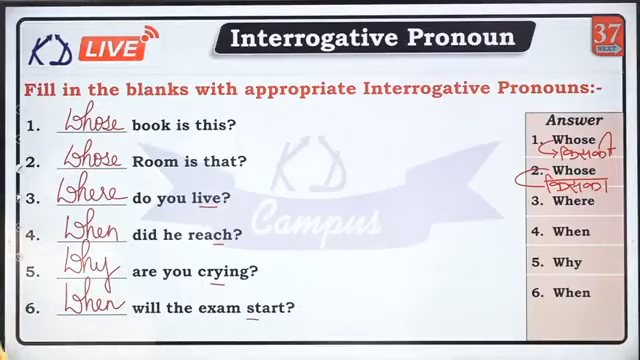 KD LIVE
Interrogative Pronoun
37
NEXT
Fill in the blanks with appropriate Interrogative Pronouns:-
1. Whose book is this?
2. Whose Room is that?
3. Where do you live?
4. When did he reach?
5. Why are you crying?
6. When will the exam start?
KD
Campus
Answer
1. Whose
किसकी
2. Whose
किसका
3. Where
4. When
5. Why
6. When